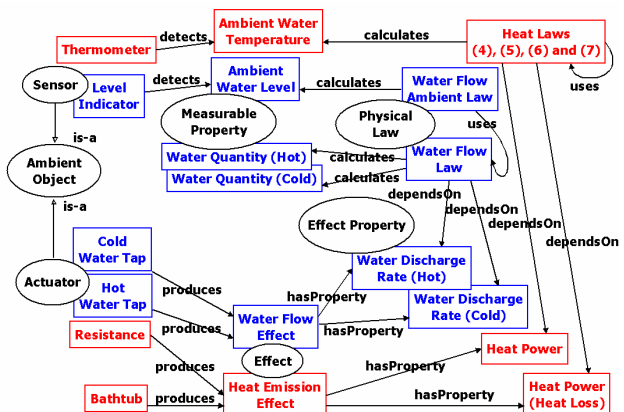 Ambient Water
Temperature
Heat Laws
(4), (5), (6) and (7)
Thermometer
detects
calculates
Sensor
Level
Indicator
detects
Ambient
Water Level
calculates
Water Flow
Ambient Law
uses
Measurable
Property
Physical
Law
uses
is-a
Ambient
Object
Water Quantity (Hot)
calculates
Water Flow
Law
Water Quantity (Cold)
calculates
dependsOn
is-a
dependsOn
Effect Property
dependsOn
Cold
Water Tap
dependsOn
Water Discharge
Rate (Hot)
Actuator
Hot
Water Tap
produces
hasProperty
Water Discharge
Rate (Cold)
Water Flow
Effect
Resistance
produces
hasProperty
Heat Power
Effect
produces
hasProperty
Bathtub
produces
Heat Emission
Effect
hasProperty
Heat Power
(Heat Loss)